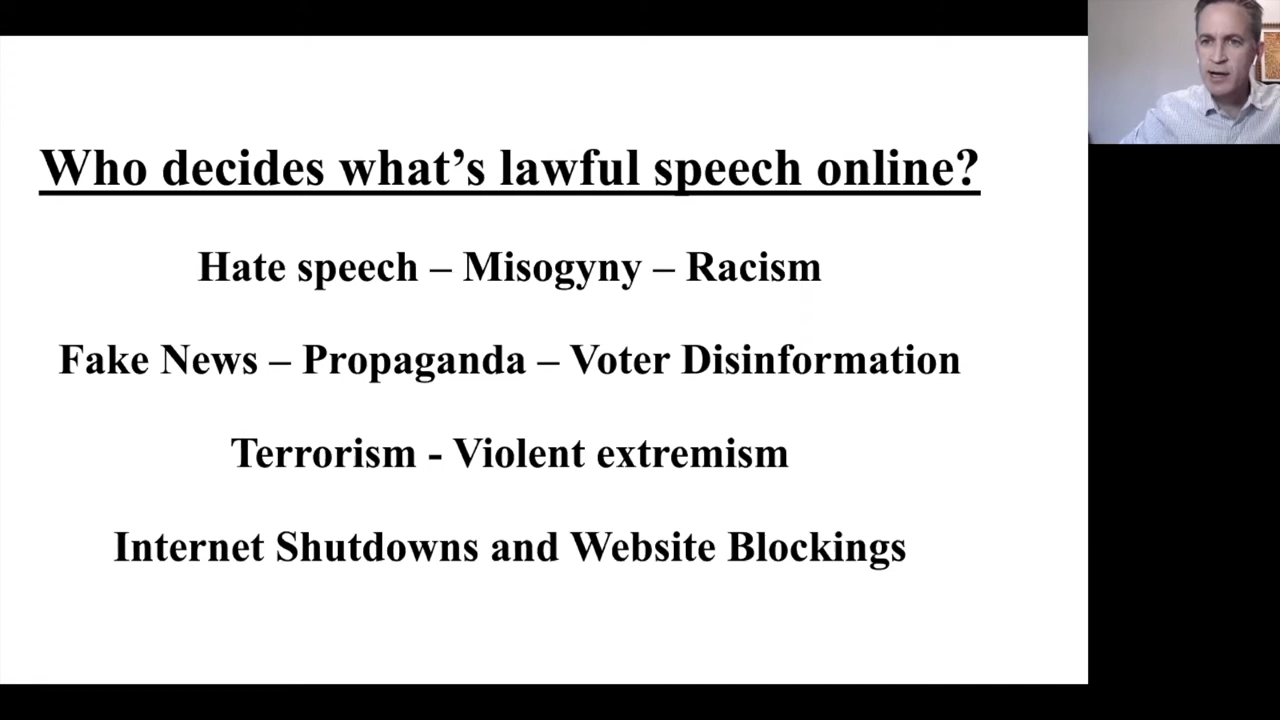 Who decides what’s lawful speech online?
Hate speech – Misogyny – Racism
Fake News – Propaganda – Voter Disinformation
Terrorism - Violent extremism
Internet Shutdowns and Website Blockings